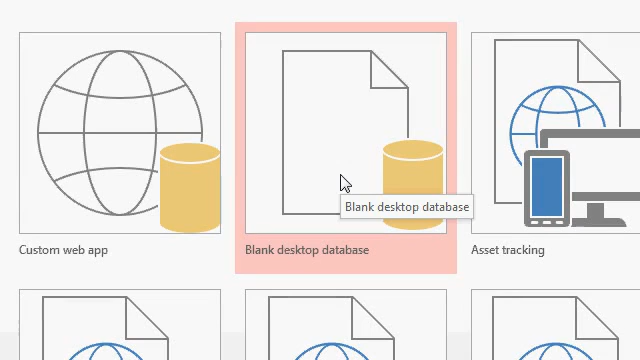 Blank desktop database
Custom web app
Blank desktop database
Asset tracking